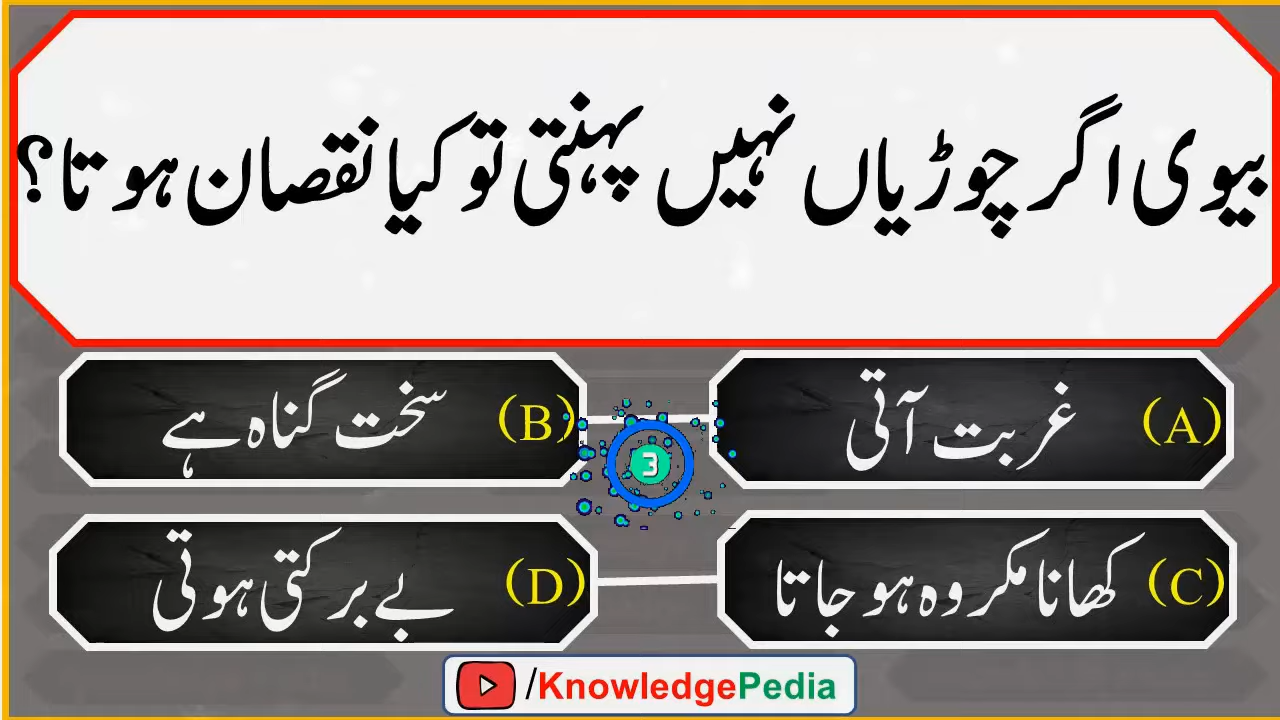 بیوی اگر چوڑیاں نہیں پہنتی تو کیا نقصان ہوتا؟
(A) غربت آتی
(B) سخت گناہ ہے
3
(C) کھانا مکروہ ہو جاتا
(D) بے برکتی ہوتی
/KnowledgePedia